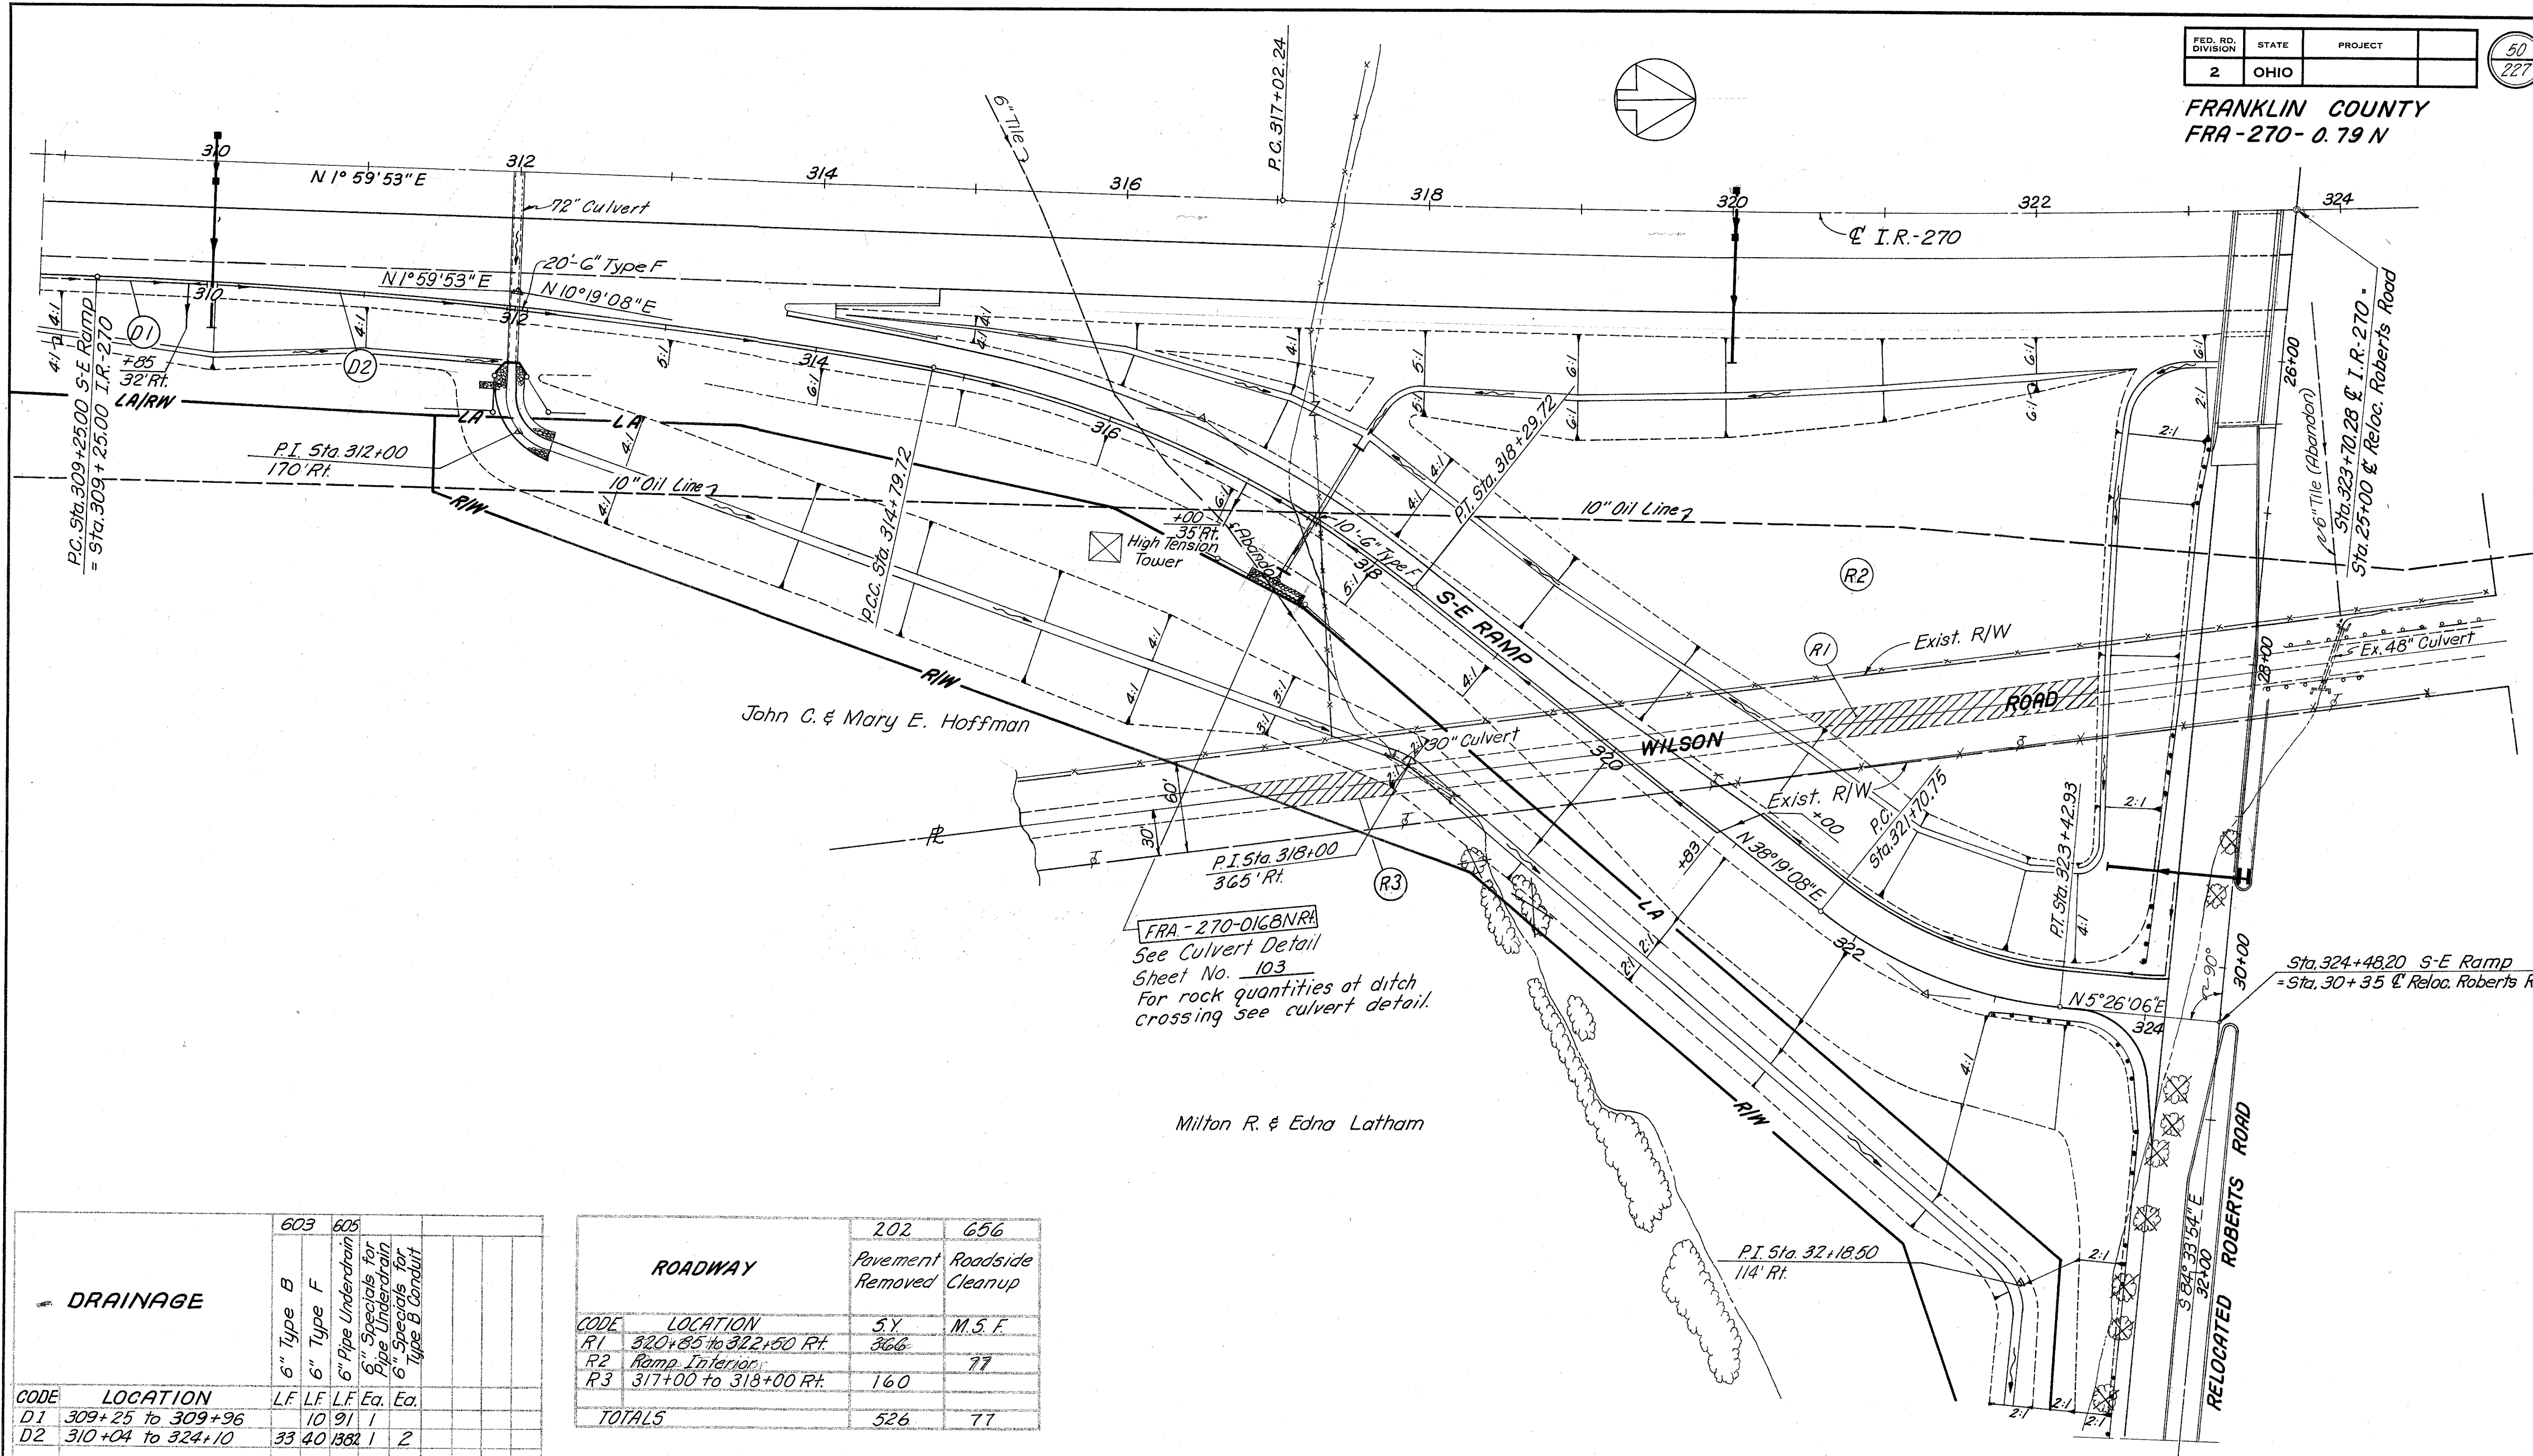 FED. RD. DIVISION STATE PROJECT
2 OHIO
50
227
FRANKLIN COUNTY
FRA-270-0.79 N
310
312
314
316
318
320
322
324
N 1° 59' 53" E
72" Culvert
6" Tile
P.C. 317+02.24
℄ I.R.-270
20'-6" Type F
N 1° 59' 53" E
N 10° 19' 08" E
310
312
314
316
318
320
322
324
D1
D2
+85
32' Rt.
P.C. Sta. 309+25.00 S-E Ramp
= Sta. 309+25.00 I.R.-270
LA/RW
LA
LA
P.I. Sta. 312+00
170' Rt.
10" Oil Line
R/W
P.C.C. Sta. 314+79.72
+00
35' Rt.
High Tension
Tower
10'-6" Type F
P.T. Sta. 318+29.72
10" Oil Line
S-E RAMP
R2
R1
Exist. R/W
6" Tile (Abandon)
Sta. 323+70.28 ℄ I.R.-270 =
Sta. 25+00 ℄ Reloc. Roberts Road
26+00
28+00
Ex. 48" Culvert
R/W
John C. & Mary E. Hoffman
30" Culvert
WILSON
ROAD
Exist. R/W
+00
60'
30'
P.I. Sta. 318+00
365' Rt.
R3
+83
N 38° 19' 08" E
P.C.
Sta. 321+70.75
P.T. Sta. 323+42.93
FRA.-270-0168NRt.
See Culvert Detail
Sheet No. 103
For rock quantities at ditch
crossing see culvert detail.
LA
N 5° 26' 06" E
90°
30+00
Sta. 324+48.20 S-E Ramp
= Sta. 30+35 ℄ Reloc. Roberts R
Milton R. & Edna Latham
R/W
P.I. Sta. 32+18.50
114' Rt.
S 84° 33' 54" E
32+00
RELOCATED ROBERTS ROAD
DRAINAGE
603 605
6" Type B
6" Type F
6" Pipe Underdrain
6" Specials for Pipe Underdrain
6" Specials for Type B Conduit
CODE LOCATION L.F. L.F. L.F. Ea. Ea.
D1 309+25 to 309+96 10 91 1
D2 310+04 to 324+10 33 40 1382 1 2
ROADWAY
202 656
Pavement Removed
Roadside Cleanup
CODE LOCATION S.Y. M.S.F.
R1 320+85 to 322+50 Rt. 366
R2 Ramp Interior 77
R3 317+00 to 318+00 Rt. 160
TOTALS 526 77